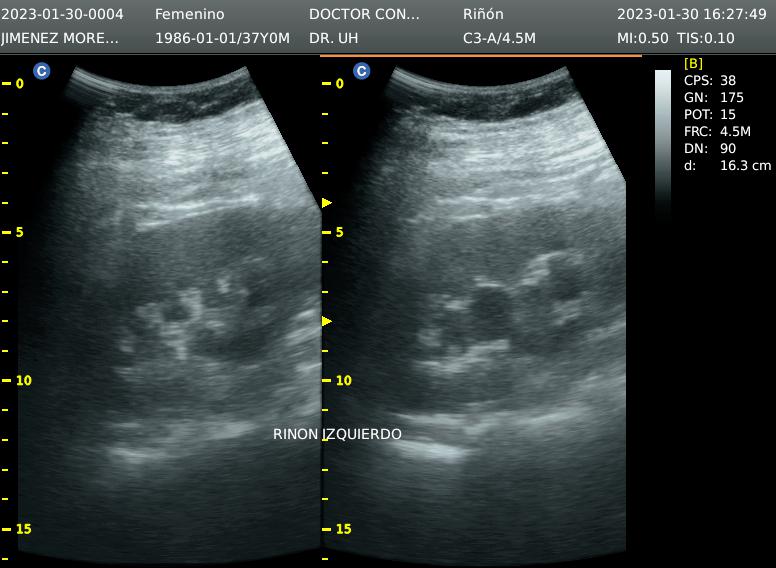 2023-01-30-0004 Femenino DOCTOR CON... Riñón 2023-01-30 16:27:49
JIMENEZ MORE... 1986-01-01/37Y0M DR. UH C3-A/4.5M MI:0.50 TIS:0.10
C C
[B]
CPS: 38
GN: 175
POT: 15
FRC: 4.5M
DN: 90
d: 16.3 cm
0 0
5 5
10 10
RINON IZQUIERDO
15 15